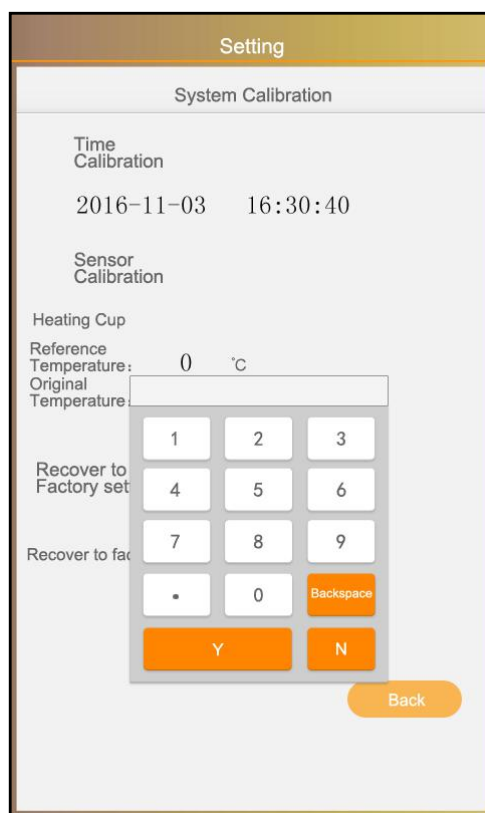 Setting
System Calibration
Time
Calibration
2016-11-03 16:30:40
Sensor
Calibration
Heating Cup
Reference
Temperature: 0 °C
Original
Temperature:
1 2 3
Recover to
Factory set
4 5 6
7 8 9
Recover to fac
. 0 Backspace
Y N
Back